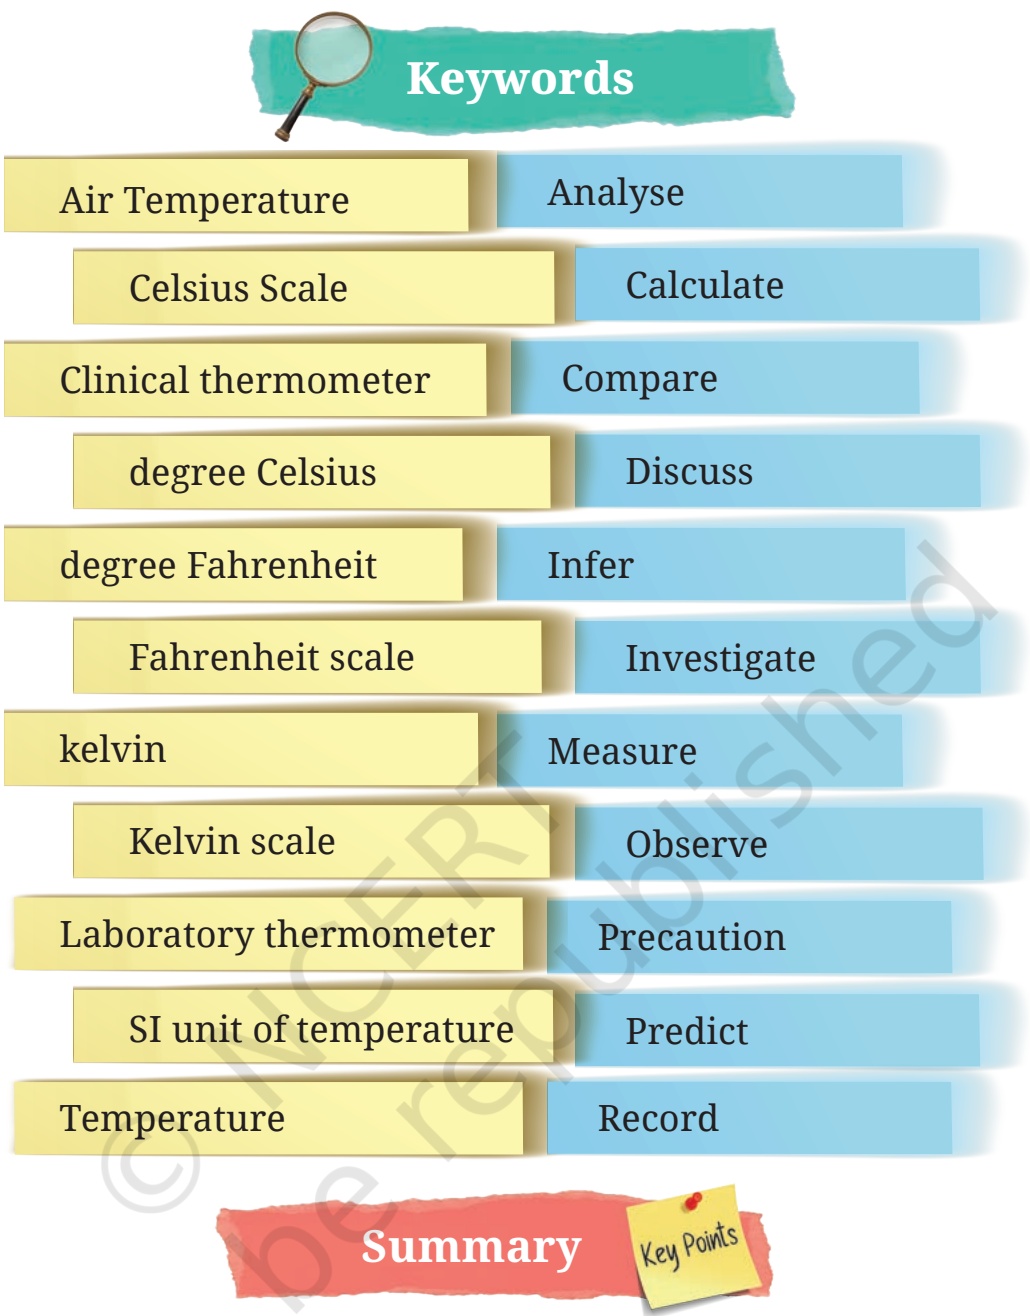 Keywords
Air Temperature
Analyse
Celsius Scale
Calculate
Clinical thermometer
Compare
degree Celsius
Discuss
degree Fahrenheit
Infer
Fahrenheit scale
Investigate
kelvin
Measure
Kelvin scale
Observe
Laboratory thermometer
Precaution
SI unit of temperature
Predict
Temperature
Record
Summary
Key Points
© NCERT
be republished